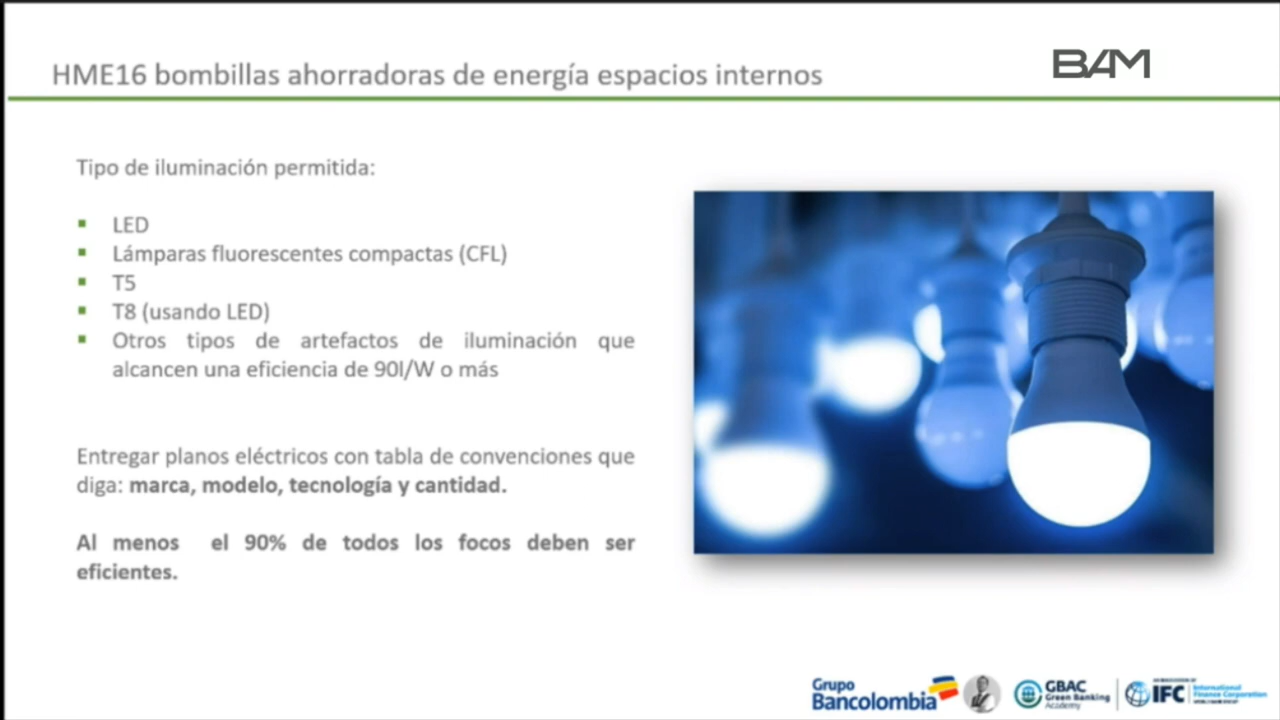 HME16 bombillas ahorradoras de energía espacios internos
BAM
Tipo de iluminación permitida:
LED
Lámparas fluorescentes compactas (CFL)
T5
T8 (usando LED)
Otros tipos de artefactos de iluminación que
alcancen una eficiencia de 90l/W o más
Entregar planos eléctricos con tabla de convenciones que
diga: marca, modelo, tecnología y cantidad.
Al menos el 90% de todos los focos deben ser
eficientes.
Grupo
Bancolombia
GBAC
Green Banking
Academy
IFC
International
Finance Corporation
WORLD BANK GROUP